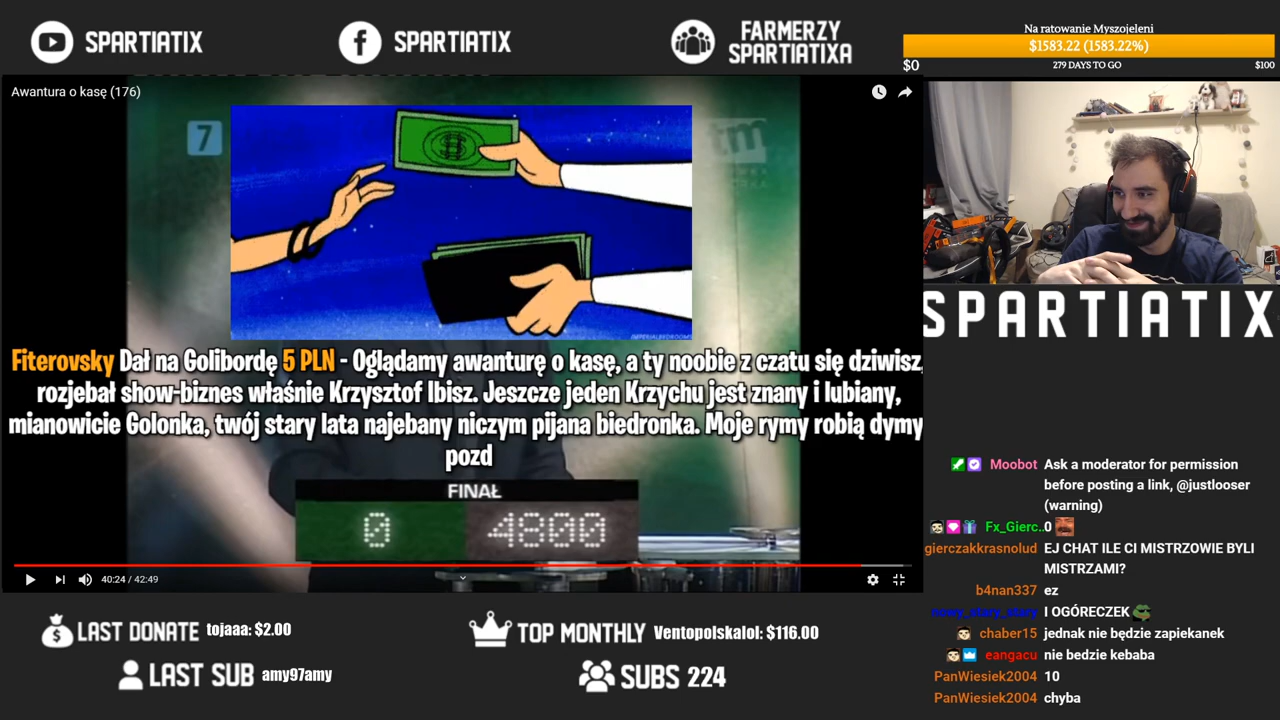 SPARTIATIX
SPARTIATIX
FARMERZY
SPARTIATIXA
Na ratowanie Myszojeleni
$1583.22 (1583.22%)
$0
279 DAYS TO GO
$100
Awantura o kasę (176)
7
tm
Fiterovsky Dał na Golibordę 5 PLN - Oglądamy awanturę o kasę, a ty noobie z czatu się dziwisz,
rozjebał show-biznes właśnie Krzysztof Ibisz. Jeszcze jeden Krzychu jest znany i lubiany,
mianowicie Golonka, twój stary lata najebany niczym pijana biedronka. Moje rymy robią dymy
pozd
FINAŁ
0
4800
40:24 / 42:49
SPARTIATIX
Moobot Ask a moderator for permission
before posting a link, @justlooser
(warning)
Fx_Gierc.. 0
gierczakkrasnolud EJ CHAT ILE CI MISTRZOWIE BYLI
MISTRZAMI?
b4nan337 ez
nowy_stary_stary I OGÓRECZEK
chaber15 jednak nie będzie zapiekanek
eangacu nie bedzie kebaba
PanWiesiek2004 10
PanWiesiek2004 chyba
LAST DONATE tojaaa: $2.00
TOP MONTHLY Ventopolskalol: $116.00
LAST SUB amy97amy
SUBS 224